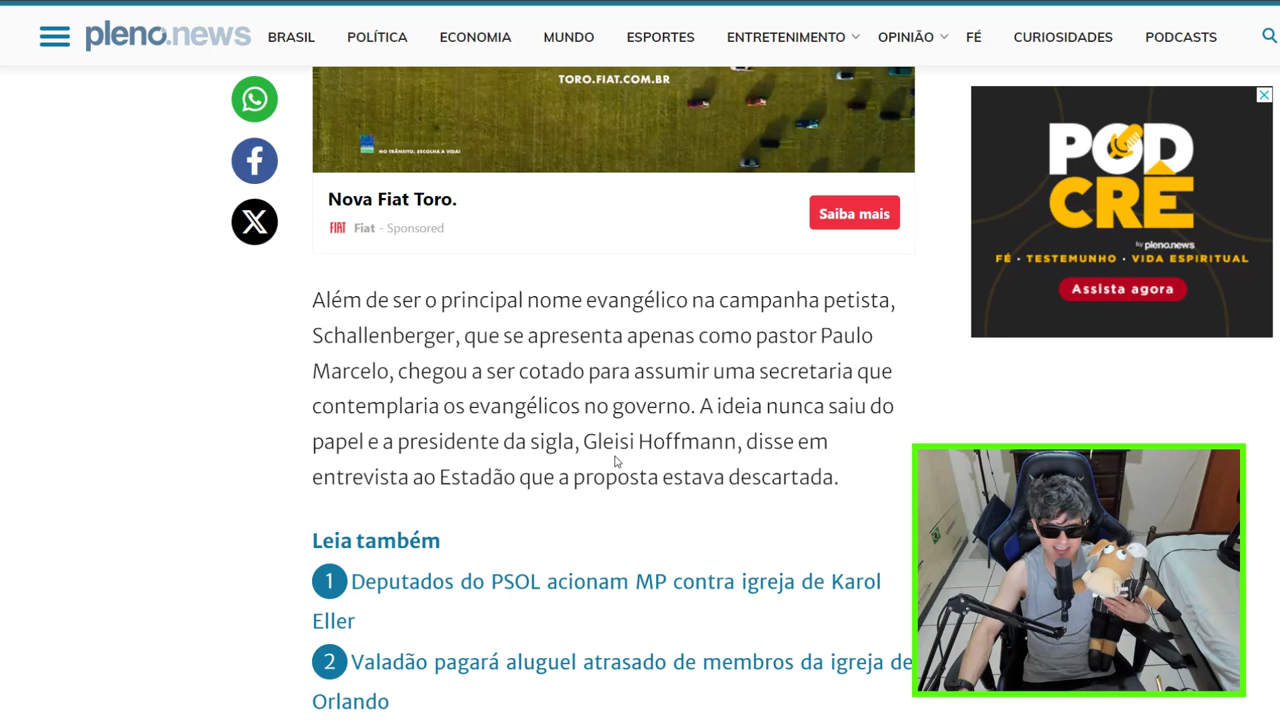 pleno.news BRASIL POLÍTICA ECONOMIA MUNDO ESPORTES ENTRETENIMENTO OPINIÃO FÉ CURIOSIDADES PODCASTS
TORO.FIAT.COM.BR
NO TRÂNSITO, ESCOLHA A VIDA!
Nova Fiat Toro.
FIAT Fiat - Sponsored
Saiba mais
POD
CRÊ
by pleno.news
FÉ · TESTEMUNHO · VIDA ESPIRITUAL
Assista agora
Além de ser o principal nome evangélico na campanha petista,
Schallenberger, que se apresenta apenas como pastor Paulo
Marcelo, chegou a ser cotado para assumir uma secretaria que
contemplaria os evangélicos no governo. A ideia nunca saiu do
papel e a presidente da sigla, Gleisi Hoffmann, disse em
entrevista ao Estadão que a proposta estava descartada.
Leia também
1 Deputados do PSOL acionam MP contra igreja de Karol
Eller
2 Valadão pagará aluguel atrasado de membros da igreja de
Orlando